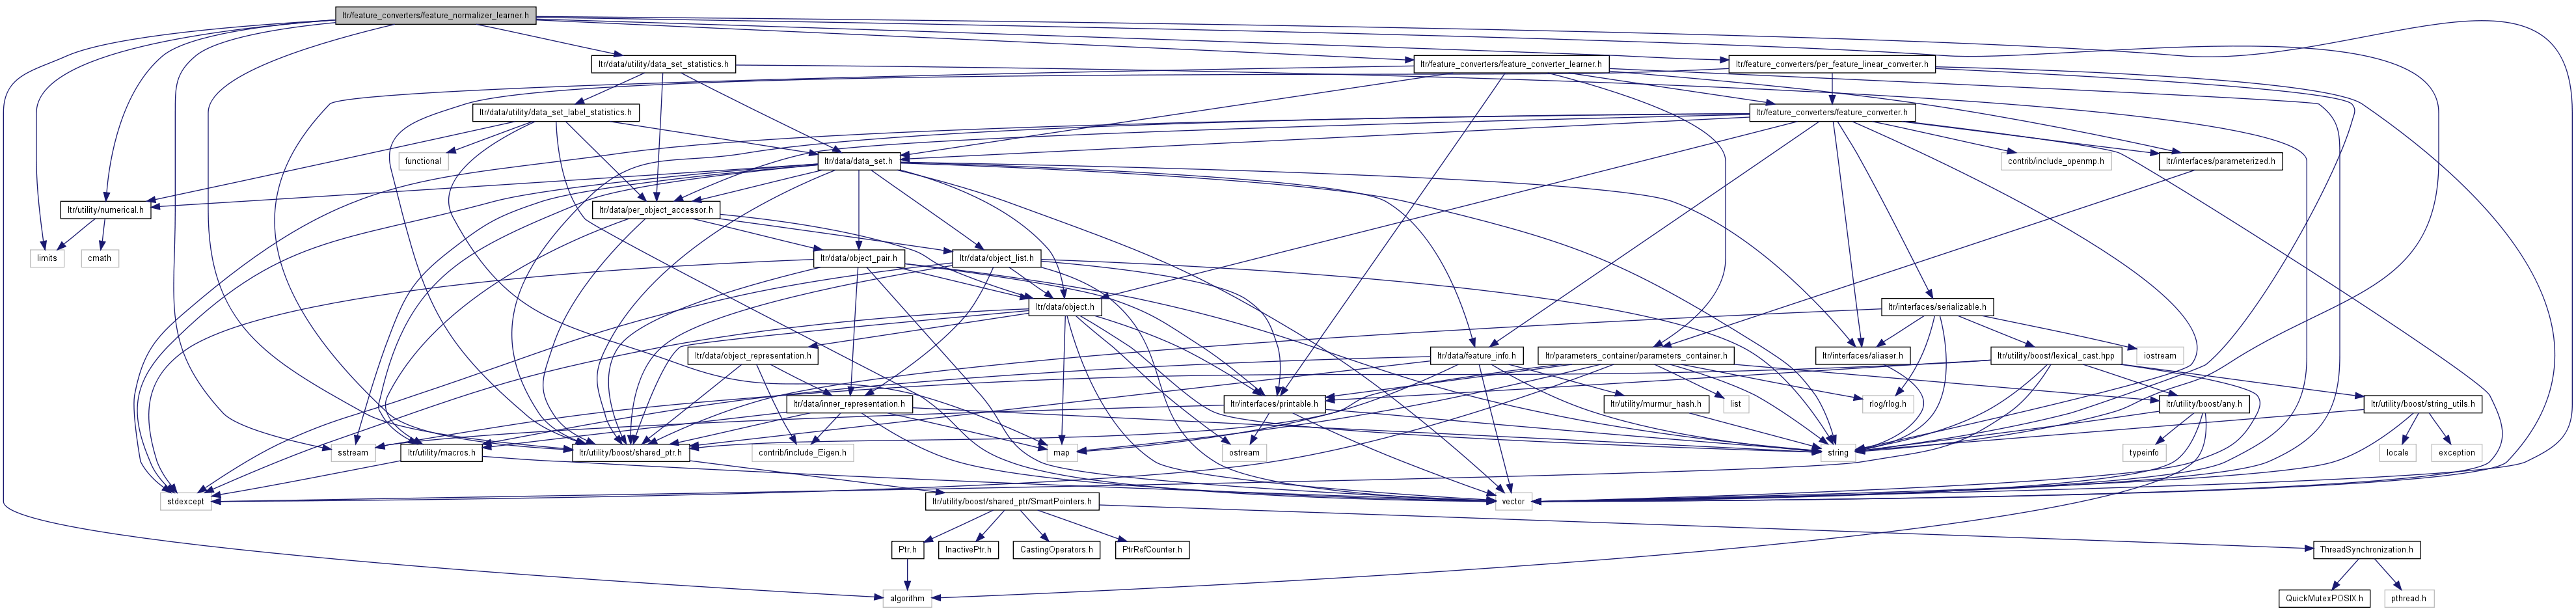 ltr/feature_converters/feature_normalizer_learner.h
ltr/data/utility/data_set_statistics.h
ltr/feature_converters/feature_converter_learner.h
ltr/feature_converters/per_feature_linear_converter.h
ltr/data/utility/data_set_label_statistics.h
ltr/feature_converters/feature_converter.h
functional
ltr/data/data_set.h
contrib/include_openmp.h
ltr/interfaces/parameterized.h
ltr/utility/numerical.h
ltr/data/per_object_accessor.h
limits
cmath
ltr/data/object_pair.h
ltr/data/object_list.h
ltr/data/object.h
ltr/interfaces/serializable.h
ltr/data/object_representation.h
ltr/data/feature_info.h
ltr/parameters_container/parameters_container.h
ltr/interfaces/aliaser.h
ltr/utility/boost/lexical_cast.hpp
iostream
ltr/data/inner_representation.h
ltr/interfaces/printable.h
ltr/utility/murmur_hash.h
list
rlog/rlog.h
ltr/utility/boost/any.h
ltr/utility/boost/string_utils.h
sstream
ltr/utility/macros.h
ltr/utility/boost/shared_ptr.h
contrib/include_Eigen.h
map
ostream
string
typeinfo
locale
exception
stdexcept
ltr/utility/boost/shared_ptr/SmartPointers.h
vector
Ptr.h
InactivePtr.h
CastingOperators.h
PtrRefCounter.h
ThreadSynchronization.h
algorithm
QuickMutexPOSIX.h
pthread.h